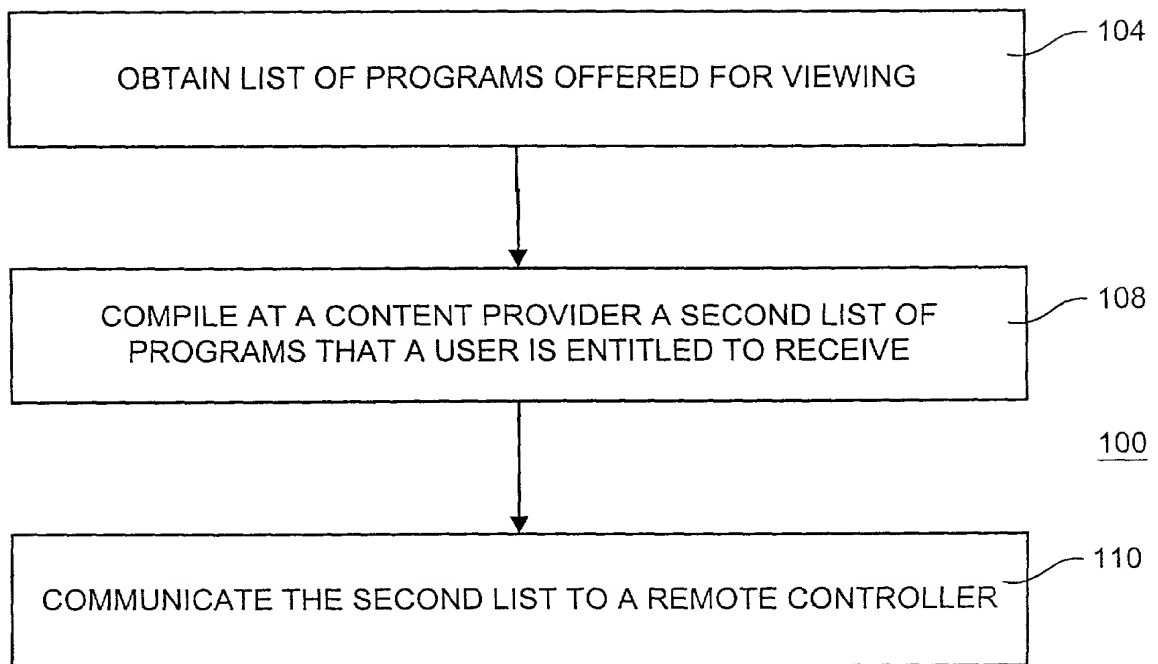 104
OBTAIN LIST OF PROGRAMS OFFERED FOR VIEWING
108
COMPILE AT A CONTENT PROVIDER A SECOND LIST OF
PROGRAMS THAT A USER IS ENTITLED TO RECEIVE
100
110
COMMUNICATE THE SECOND LIST TO A REMOTE CONTROLLER